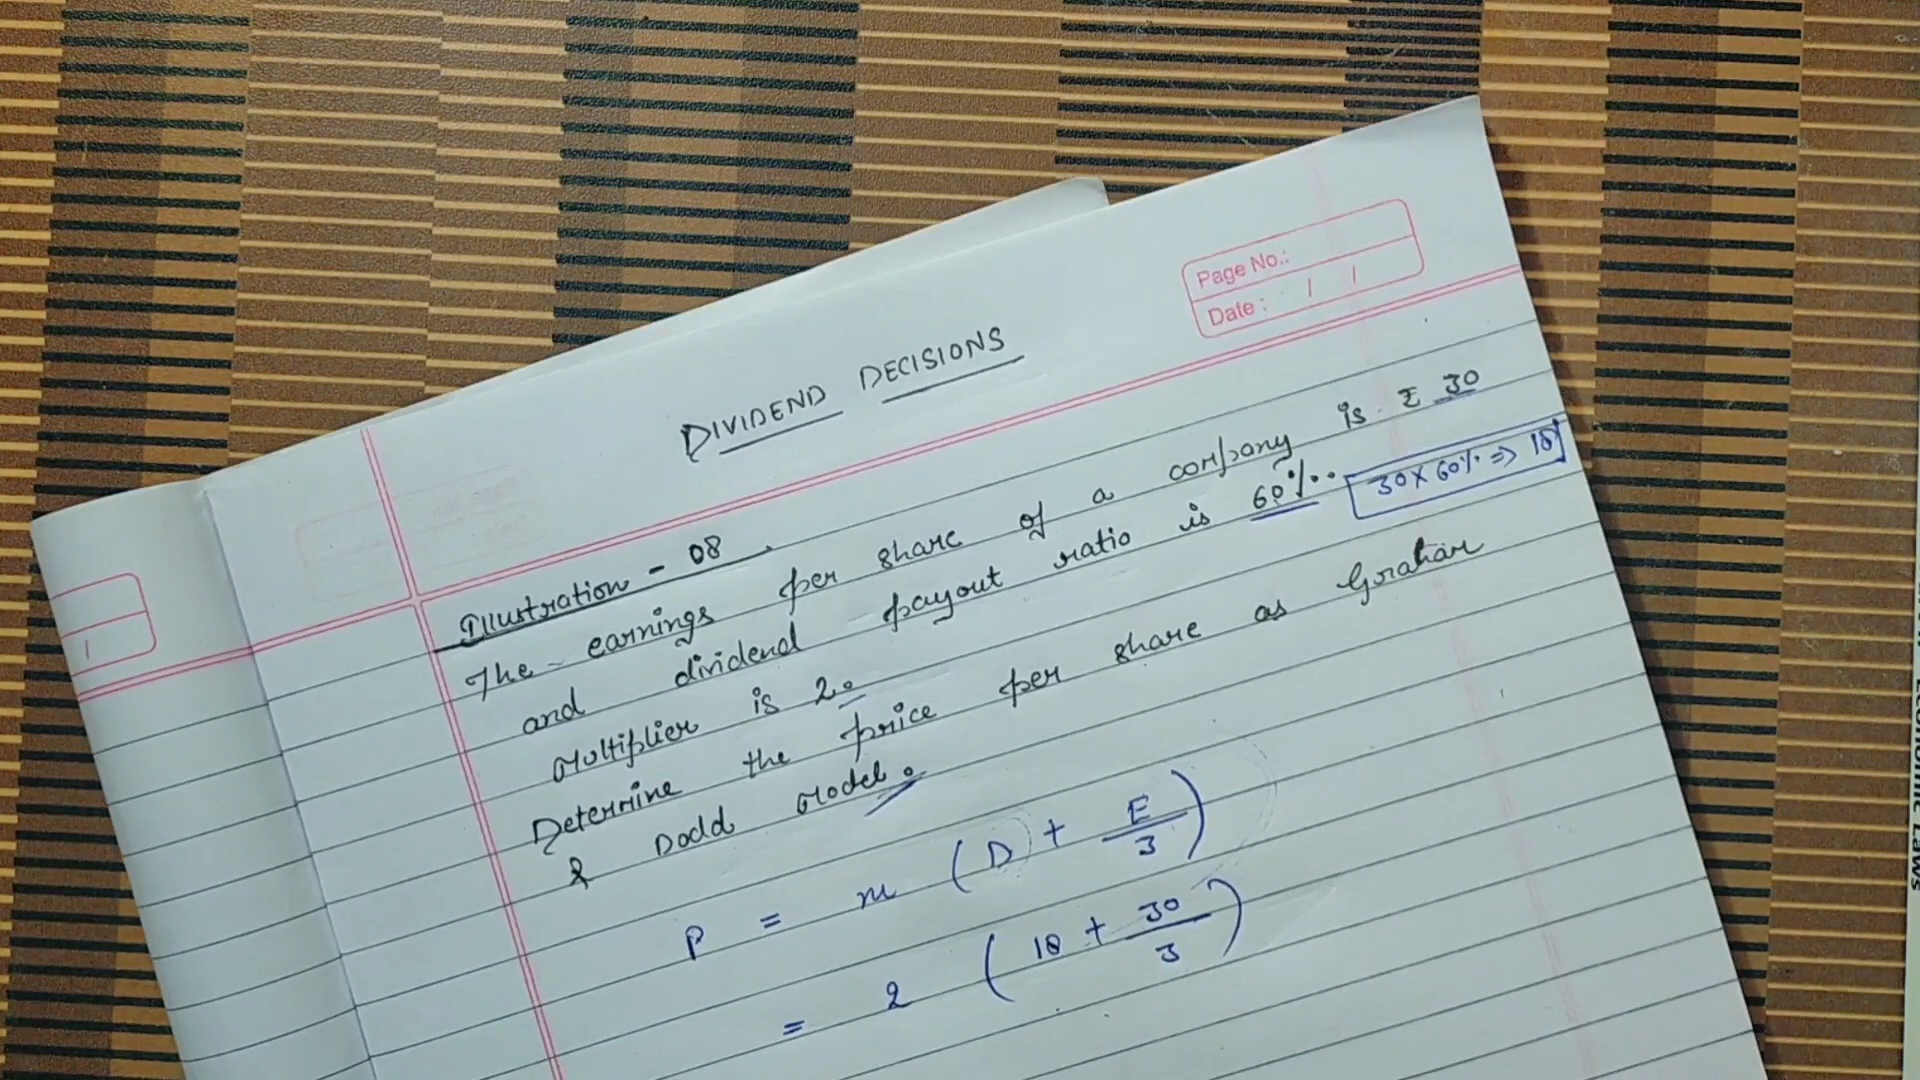 Page No.:
Date : / /
DIVIDEND DECISIONS
Illustration - 08
The earnings per share of a company is ₹ 30
and dividend payout ratio is 60%. 30 x 60% => 18
Multiplier is 2.
Determine the price per share as Graham
& Dodd Model.
P = m (D + E/3)
= 2 (18 + 30/3)